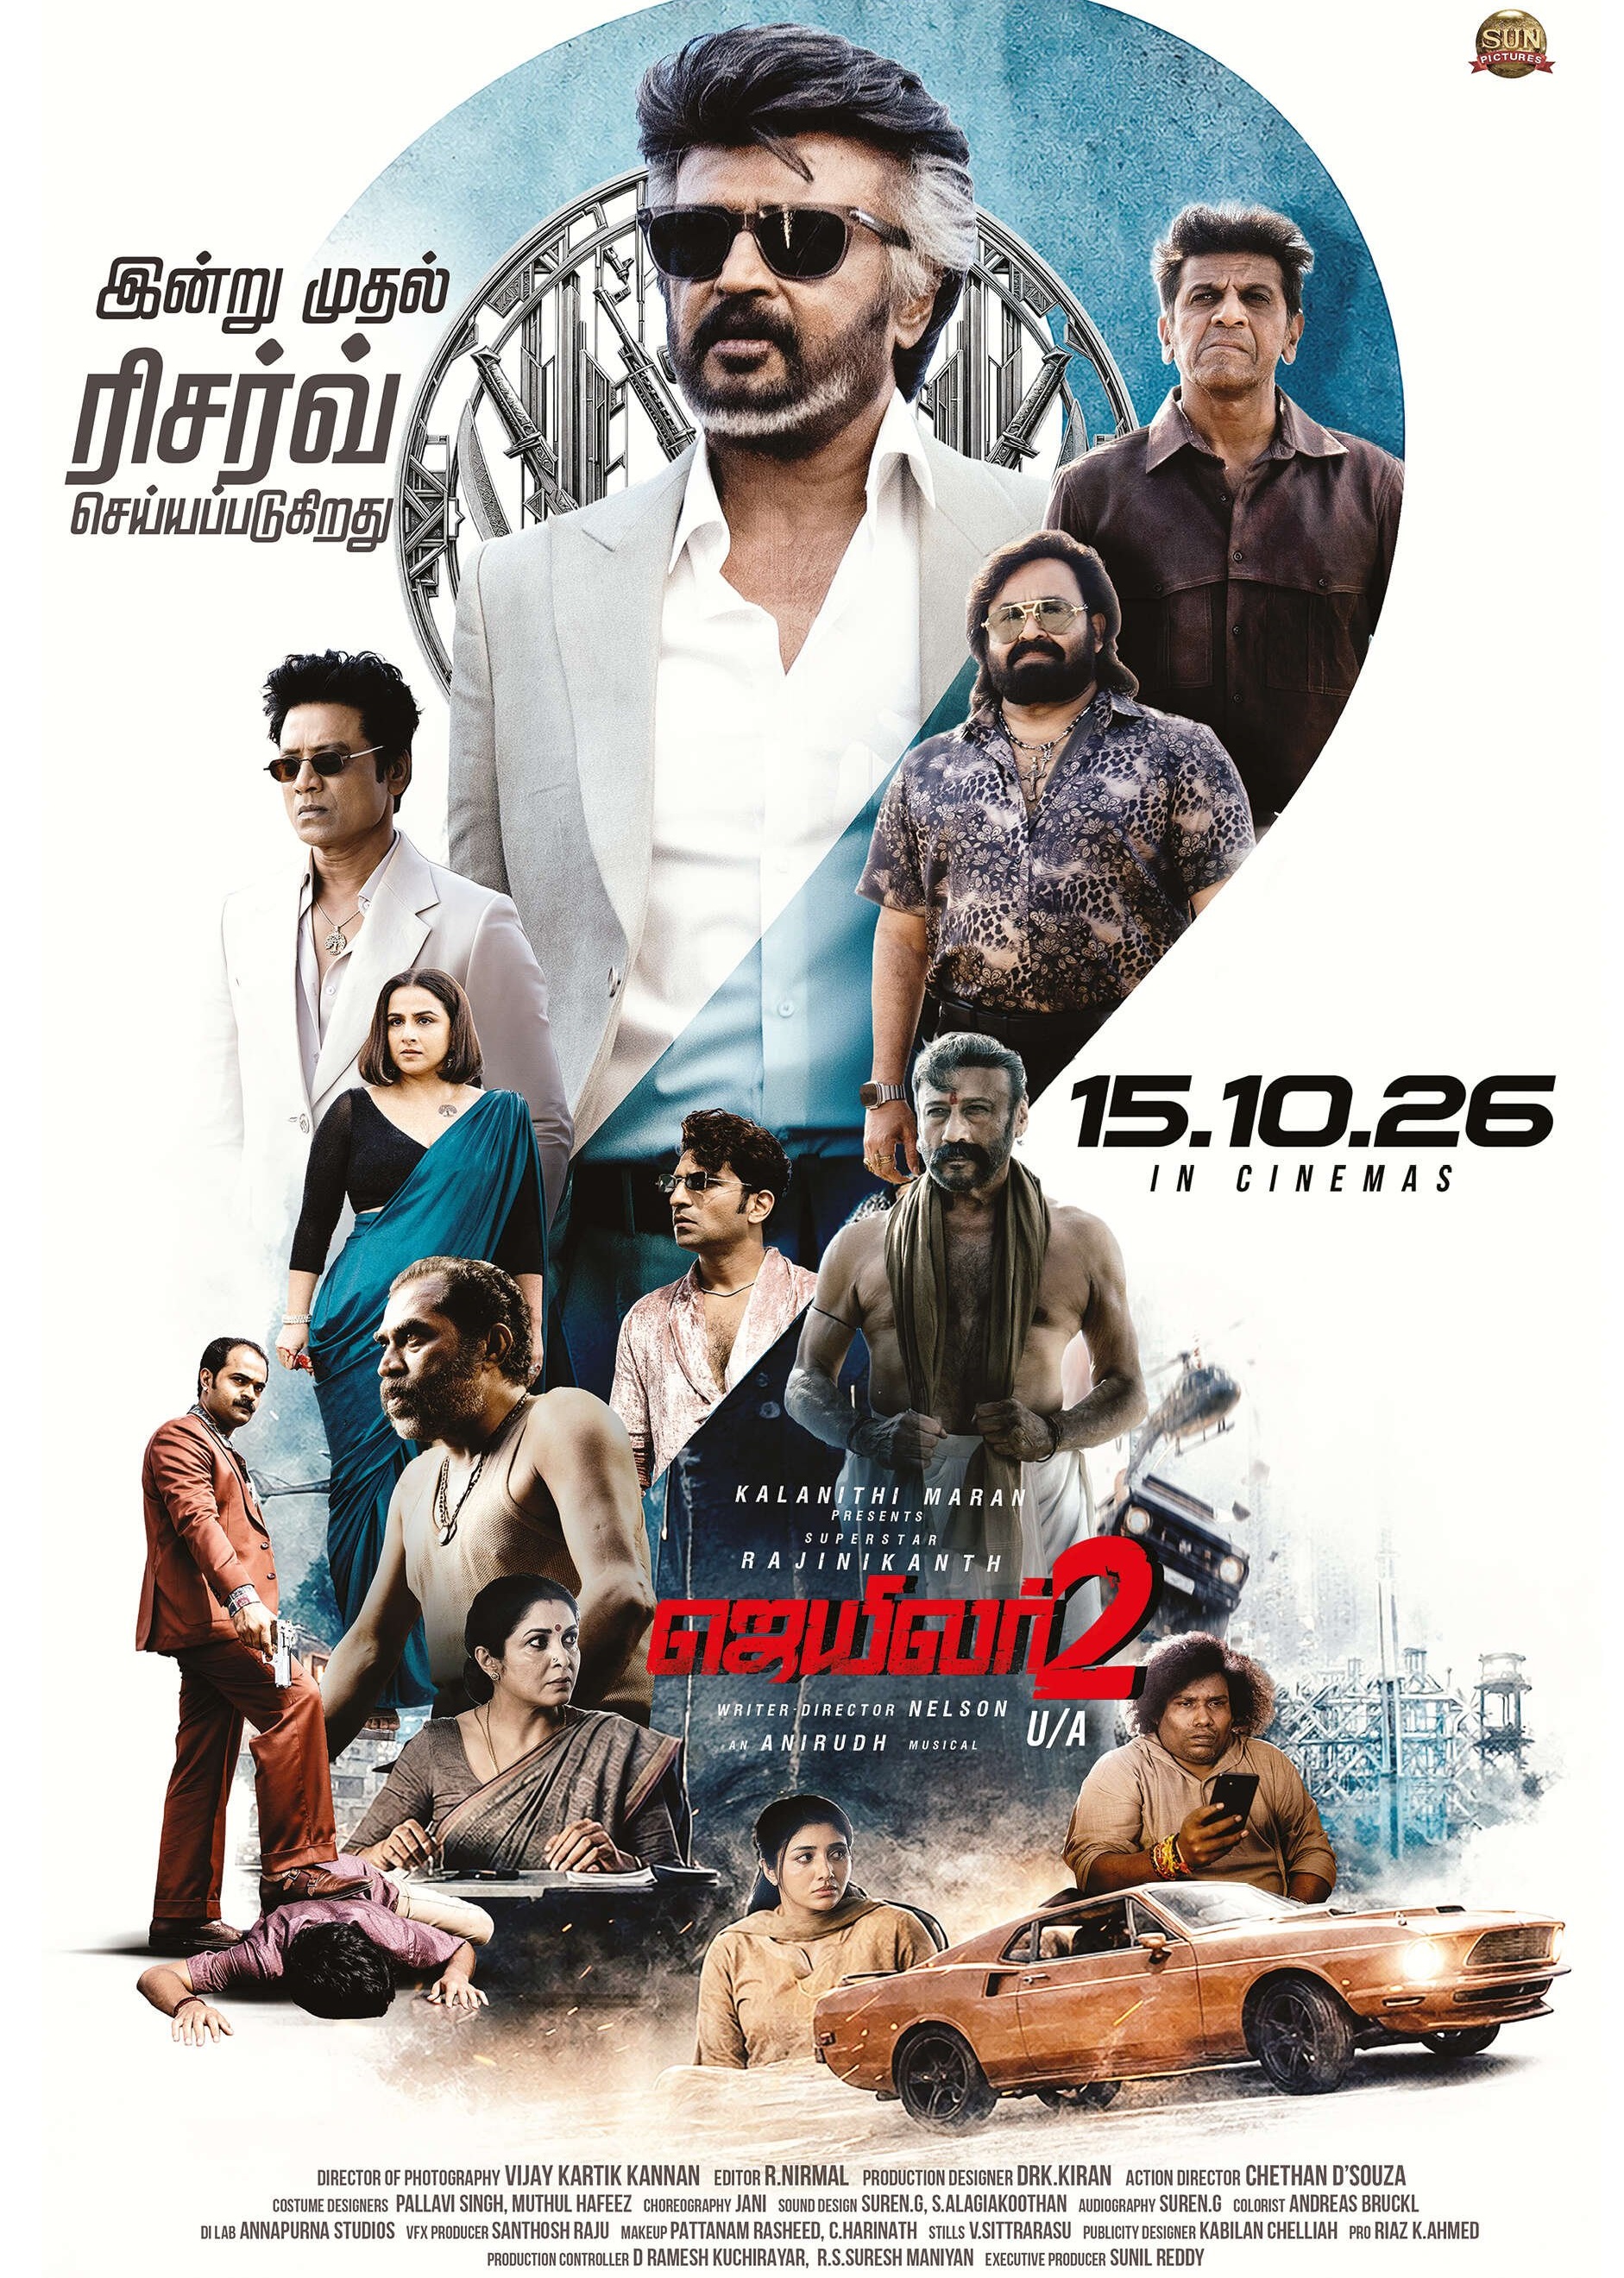 SUN
PICTURES
இன்று முதல்
ரிசர்வ்
செய்யப்படுகிறது
15.10.26
IN CINEMAS
KALANITHI MARAN
PRESENTS
SUPERSTAR
RAJINIKANTH
ஜெயிலர் 2
WRITER-DIRECTOR NELSON
AN ANIRUDH MUSICAL
U/A
DIRECTOR OF PHOTOGRAPHY VIJAY KARTIK KANNAN EDITOR R.NIRMAL PRODUCTION DESIGNER DRK.KIRAN ACTION DIRECTOR CHETHAN D'SOUZA
COSTUME DESIGNERS PALLAVI SINGH, MUTHUL HAFEEZ CHOREOGRAPHY JANI SOUND DESIGN SUREN.G, S.ALAGIAKOOTHAN AUDIOGRAPHY SUREN.G COLORIST ANDREAS BRUCKL
DI LAB ANNAPURNA STUDIOS VFX PRODUCER SANTHOSH RAJU MAKEUP PATTANAM RASHEED, C.HARINATH STILLS V.SITTRARASU PUBLICITY DESIGNER KABILAN CHELLIAH PRO RIAZ K.AHMED
PRODUCTION CONTROLLER D RAMESH KUCHIRAYAR, R.S.SURESH MANIYAN EXECUTIVE PRODUCER SUNIL REDDY